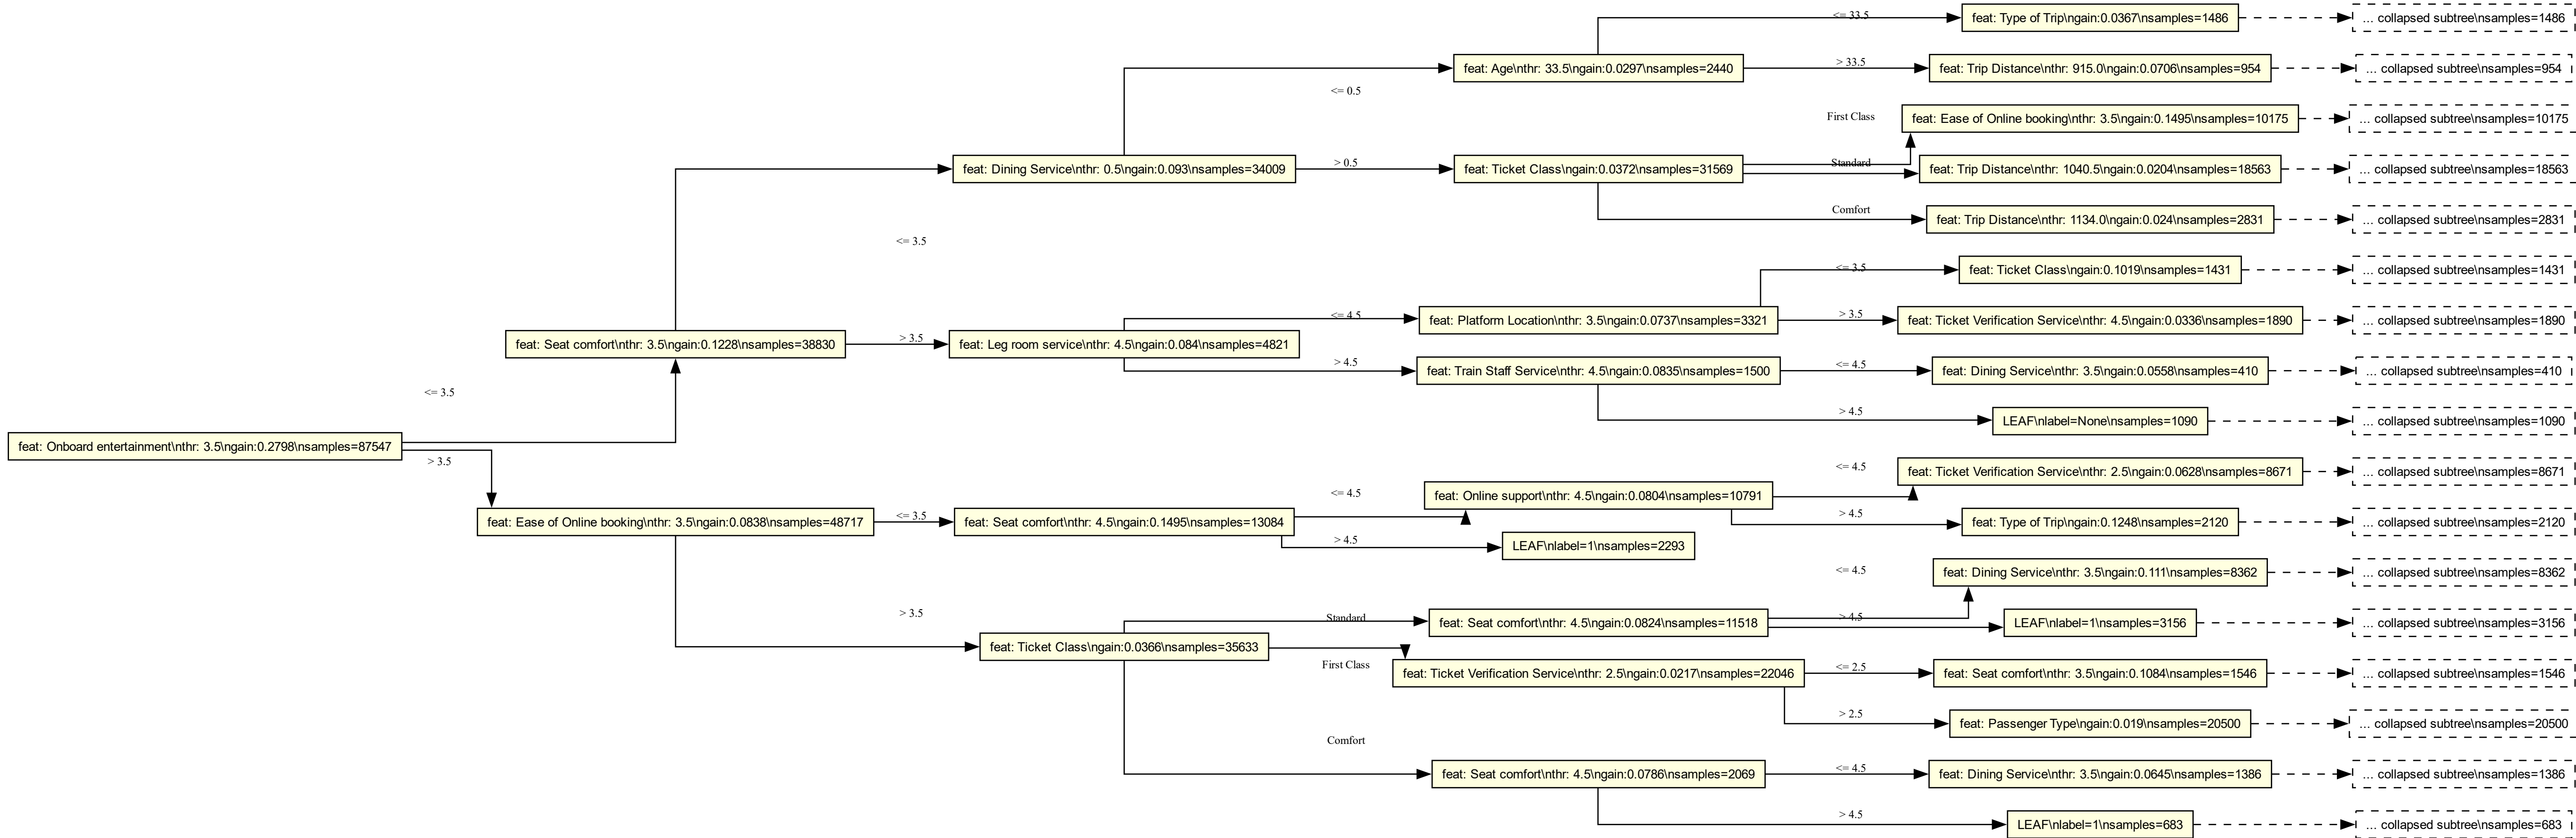 <= 33.5
feat: Type of Trip\ngain:0.0367\nsamples=1486
... collapsed subtree\nsamples=1486
feat: Age\nthr: 33.5\ngain:0.0297\nsamples=2440
> 33.5
feat: Trip Distance\nthr: 915.0\ngain:0.0706\nsamples=954
... collapsed subtree\nsamples=954
<= 0.5
First Class
feat: Ease of Online booking\nthr: 3.5\ngain:0.1495\nsamples=10175
... collapsed subtree\nsamples=10175
feat: Dining Service\nthr: 0.5\ngain:0.093\nsamples=34009
> 0.5
feat: Ticket Class\ngain:0.0372\nsamples=31569
Standard
feat: Trip Distance\nthr: 1040.5\ngain:0.0204\nsamples=18563
... collapsed subtree\nsamples=18563
Comfort
feat: Trip Distance\nthr: 1134.0\ngain:0.024\nsamples=2831
... collapsed subtree\nsamples=2831
<= 3.5
<= 3.5
feat: Ticket Class\ngain:0.1019\nsamples=1431
... collapsed subtree\nsamples=1431
feat: Seat comfort\nthr: 3.5\ngain:0.1228\nsamples=38830
> 3.5
feat: Leg room service\nthr: 4.5\ngain:0.084\nsamples=4821
<= 4.5
feat: Platform Location\nthr: 3.5\ngain:0.0737\nsamples=3321
> 3.5
feat: Ticket Verification Service\nthr: 4.5\ngain:0.0336\nsamples=1890
... collapsed subtree\nsamples=1890
> 4.5
feat: Train Staff Service\nthr: 4.5\ngain:0.0835\nsamples=1500
<= 4.5
feat: Dining Service\nthr: 3.5\ngain:0.0558\nsamples=410
... collapsed subtree\nsamples=410
<= 3.5
> 4.5
LEAF\nlabel=None\nsamples=1090
... collapsed subtree\nsamples=1090
feat: Onboard entertainment\nthr: 3.5\ngain:0.2798\nsamples=87547
> 3.5
<= 4.5
feat: Ticket Verification Service\nthr: 2.5\ngain:0.0628\nsamples=8671
... collapsed subtree\nsamples=8671
<= 4.5
feat: Online support\nthr: 4.5\ngain:0.0804\nsamples=10791
feat: Ease of Online booking\nthr: 3.5\ngain:0.0838\nsamples=48717
<= 3.5
feat: Seat comfort\nthr: 4.5\ngain:0.1495\nsamples=13084
> 4.5
feat: Type of Trip\ngain:0.1248\nsamples=2120
... collapsed subtree\nsamples=2120
> 4.5
LEAF\nlabel=1\nsamples=2293
<= 4.5
feat: Dining Service\nthr: 3.5\ngain:0.111\nsamples=8362
... collapsed subtree\nsamples=8362
> 3.5
Standard
feat: Seat comfort\nthr: 4.5\ngain:0.0824\nsamples=11518
> 4.5
LEAF\nlabel=1\nsamples=3156
... collapsed subtree\nsamples=3156
feat: Ticket Class\ngain:0.0366\nsamples=35633
First Class
feat: Ticket Verification Service\nthr: 2.5\ngain:0.0217\nsamples=22046
<= 2.5
feat: Seat comfort\nthr: 3.5\ngain:0.1084\nsamples=1546
... collapsed subtree\nsamples=1546
> 2.5
feat: Passenger Type\ngain:0.019\nsamples=20500
... collapsed subtree\nsamples=20500
Comfort
feat: Seat comfort\nthr: 4.5\ngain:0.0786\nsamples=2069
<= 4.5
feat: Dining Service\nthr: 3.5\ngain:0.0645\nsamples=1386
... collapsed subtree\nsamples=1386
> 4.5
LEAF\nlabel=1\nsamples=683
... collapsed subtree\nsamples=683